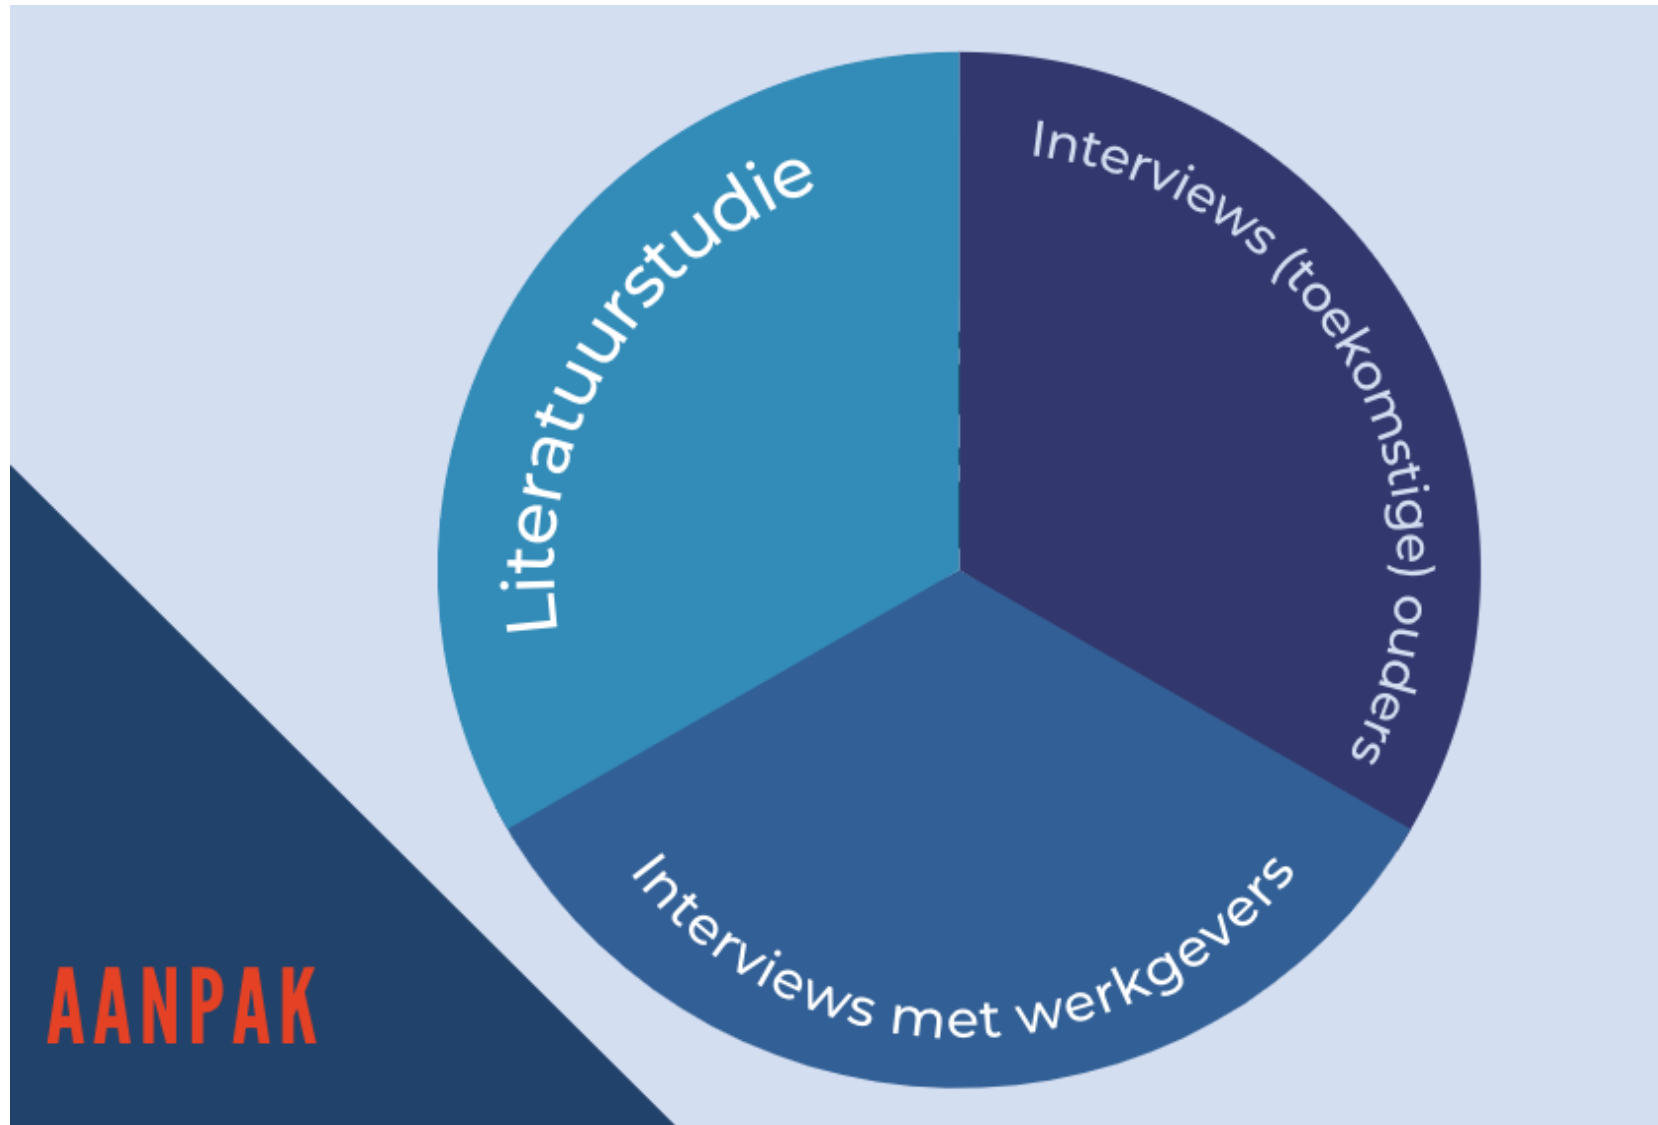 Literatuurstudie
Interviews (toekomstige) ouders
Interviews met werkgevers
AANPAK